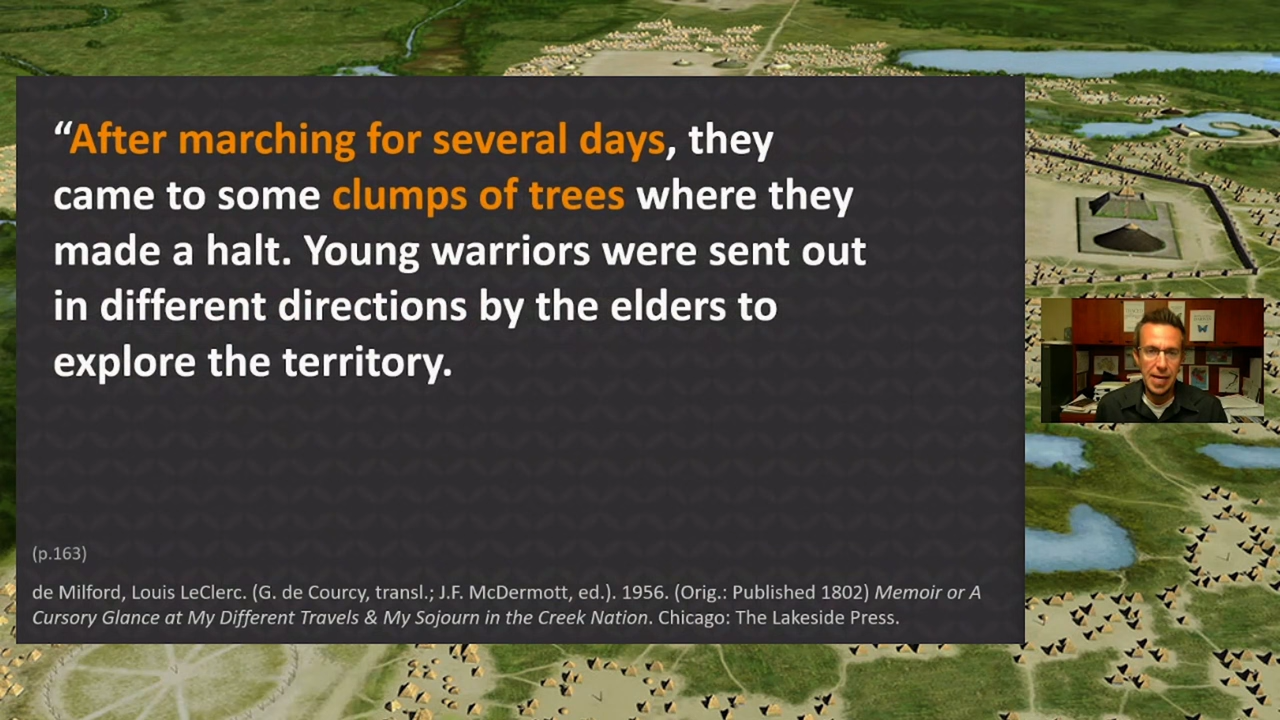 “After marching for several days, they
came to some clumps of trees where they
made a halt. Young warriors were sent out
in different directions by the elders to
explore the territory.
(p.163)
de Milford, Louis LeClerc. (G. de Courcy, transl.; J.F. McDermott, ed.). 1956. (Orig.: Published 1802) Memoir or A
Cursory Glance at My Different Travels & My Sojourn in the Creek Nation. Chicago: The Lakeside Press.